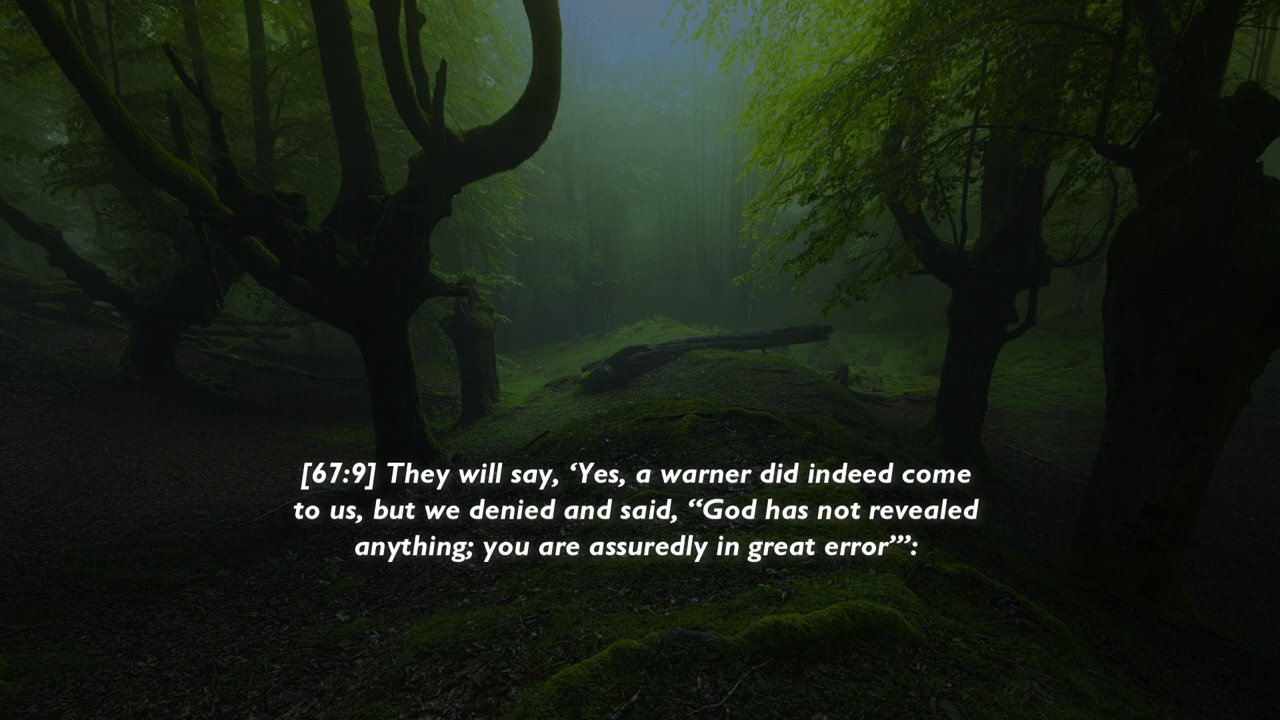 [67:9] They will say, ‘Yes, a warner did indeed come
to us, but we denied and said, “God has not revealed
anything; you are assuredly in great error”’: